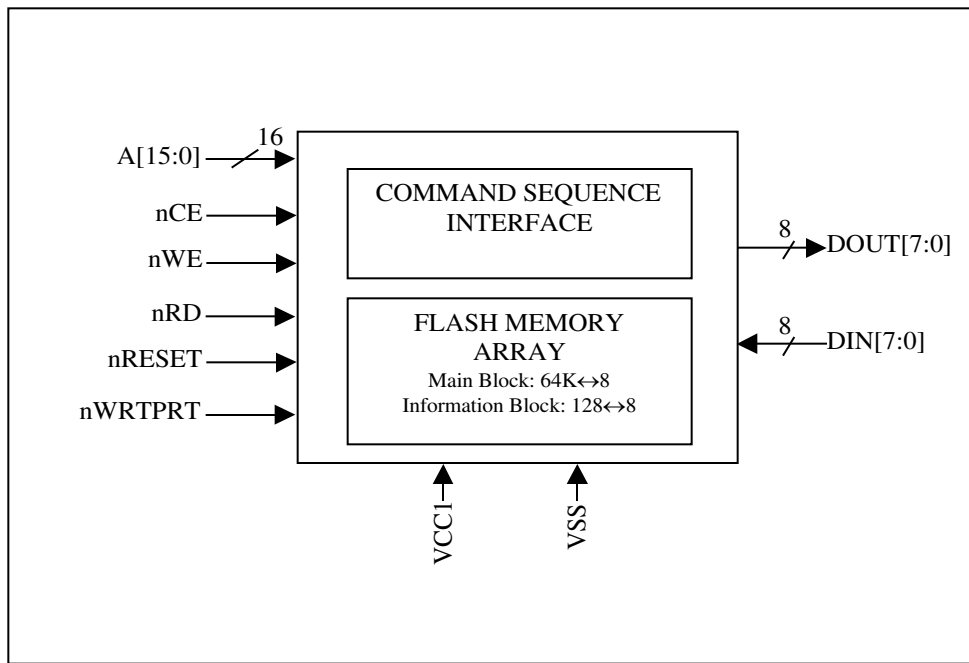 16
A[15:0]
nCE
nWE
nRD
nRESET
nWRTPRT
COMMAND SEQUENCE
INTERFACE
FLASH MEMORY
ARRAY
Main Block: 64K↔8
Information Block: 128↔8
8
DOUT[7:0]
8
DIN[7:0]
VCC1
VSS